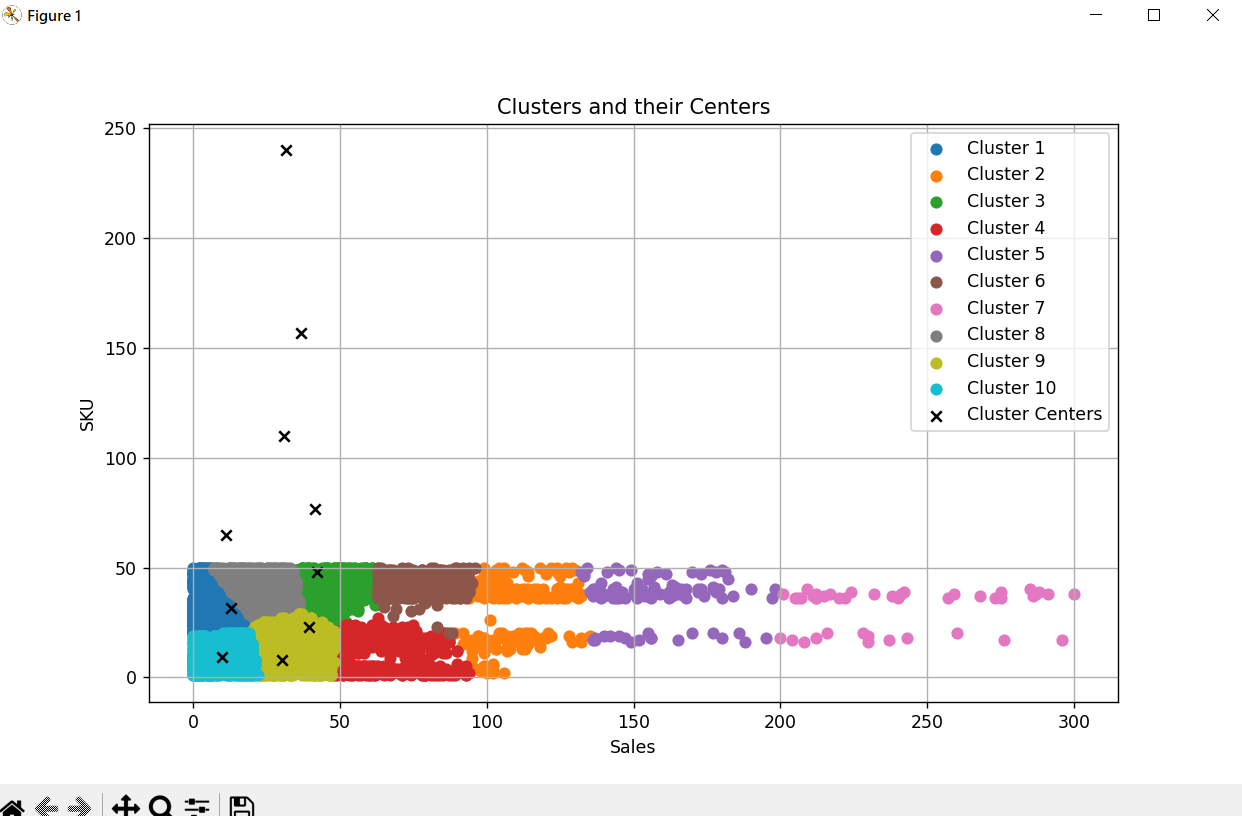 Figure 1
Clusters and their Centers
250
200
150
100
50
0
SKU
Cluster 1
Cluster 2
Cluster 3
Cluster 4
Cluster 5
Cluster 6
Cluster 7
Cluster 8
Cluster 9
Cluster 10
Cluster Centers
0 50 100 150 200 250 300
Sales